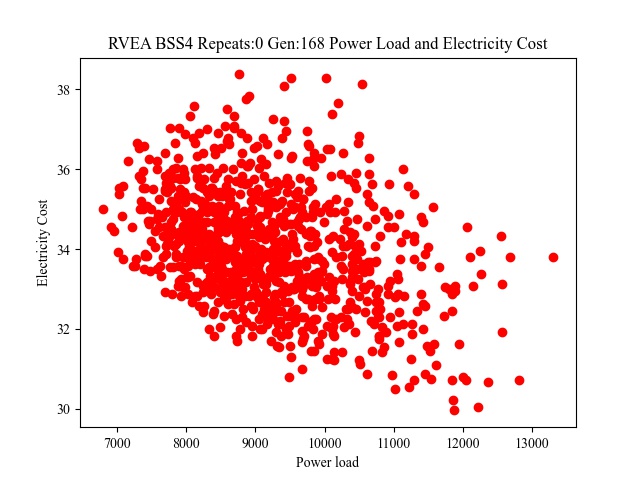 RVEA BSS4 Repeats:0 Gen:168 Power Load and Electricity Cost
38
36
34
32
30
Electricity Cost
7000 8000 9000 10000 11000 12000 13000
Power load